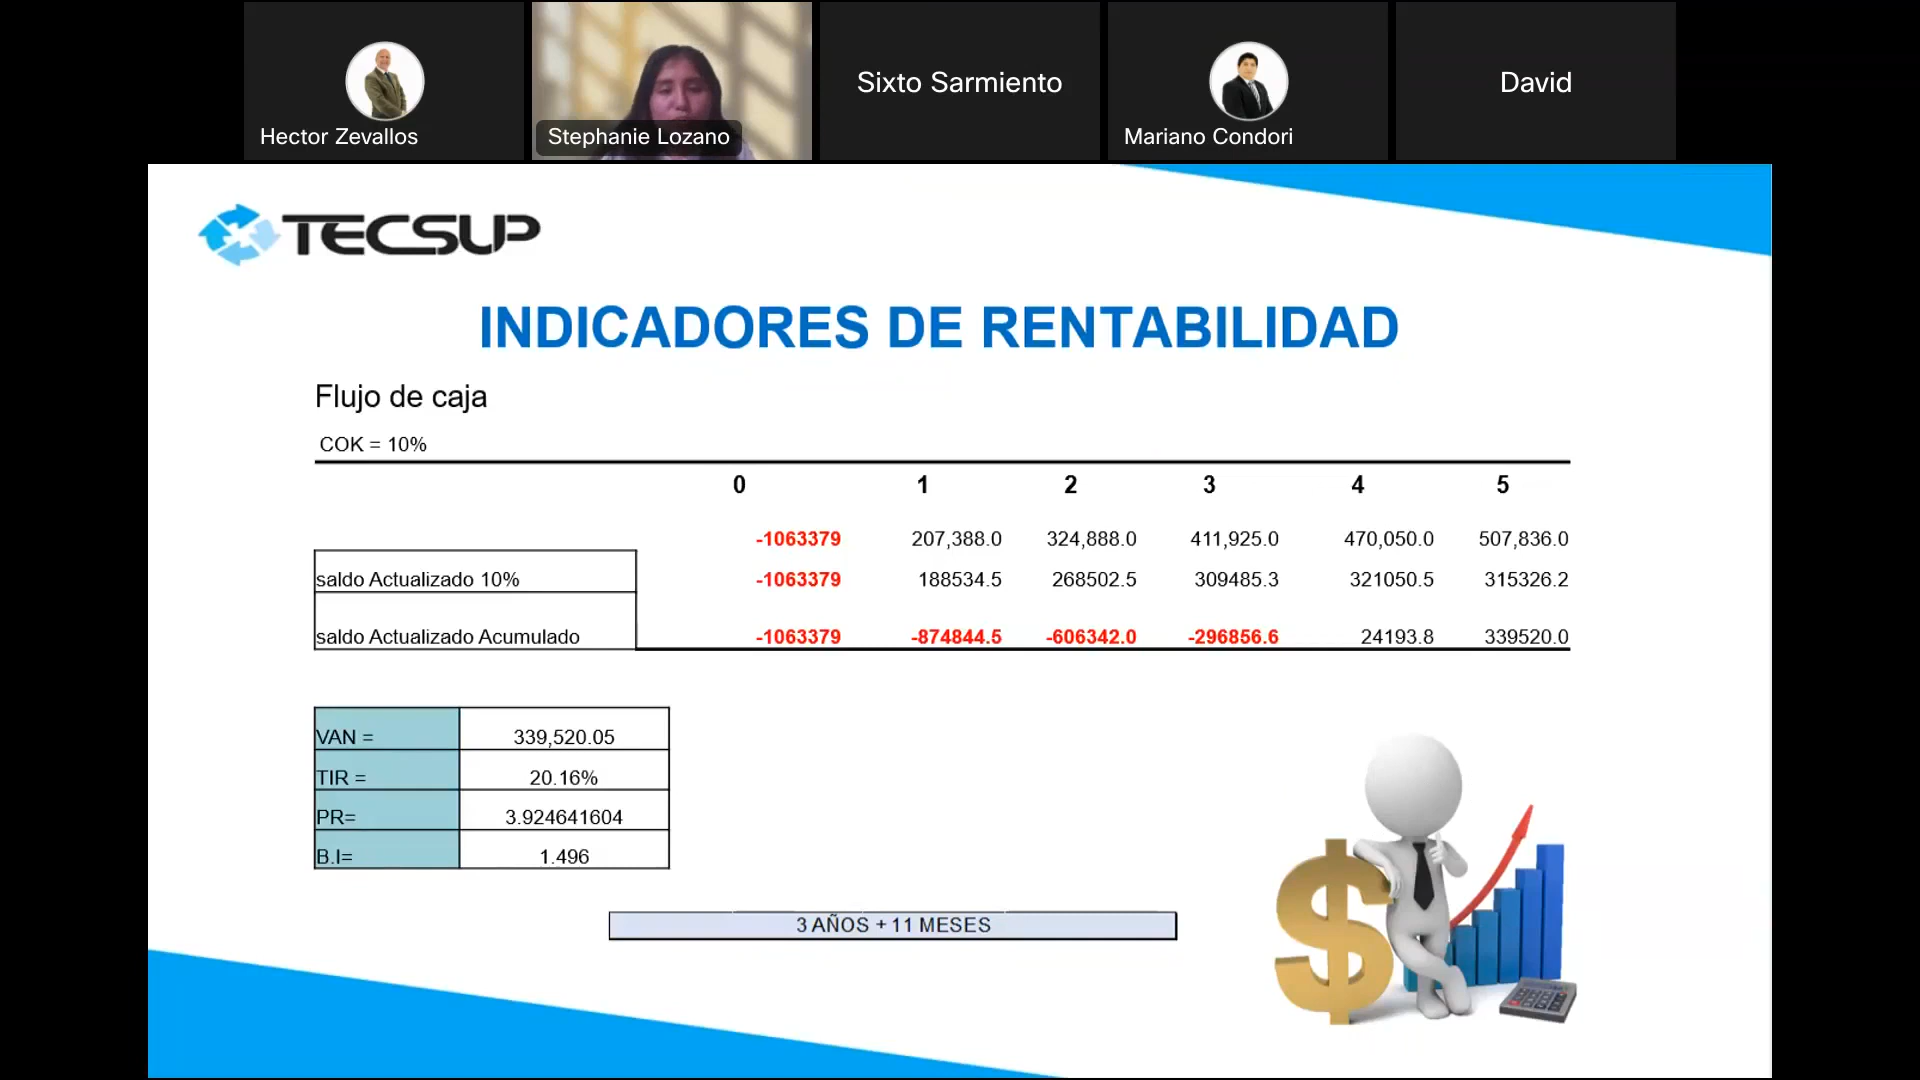 Hector Zevallos
Stephanie Lozano
Sixto Sarmiento
Mariano Condori
David
TECSUP
INDICADORES DE RENTABILIDAD
Flujo de caja
COK = 10%
0 1 2 3 4 5
-1063379 207,388.0 324,888.0 411,925.0 470,050.0 507,836.0
saldo Actualizado 10% -1063379 188534.5 268502.5 309485.3 321050.5 315326.2
saldo Actualizado Acumulado -1063379 -874844.5 -606342.0 -296856.6 24193.8 339520.0
VAN = 339,520.05
TIR = 20.16%
PR= 3.924641604
B.I= 1.496
3 AÑOS + 11 MESES